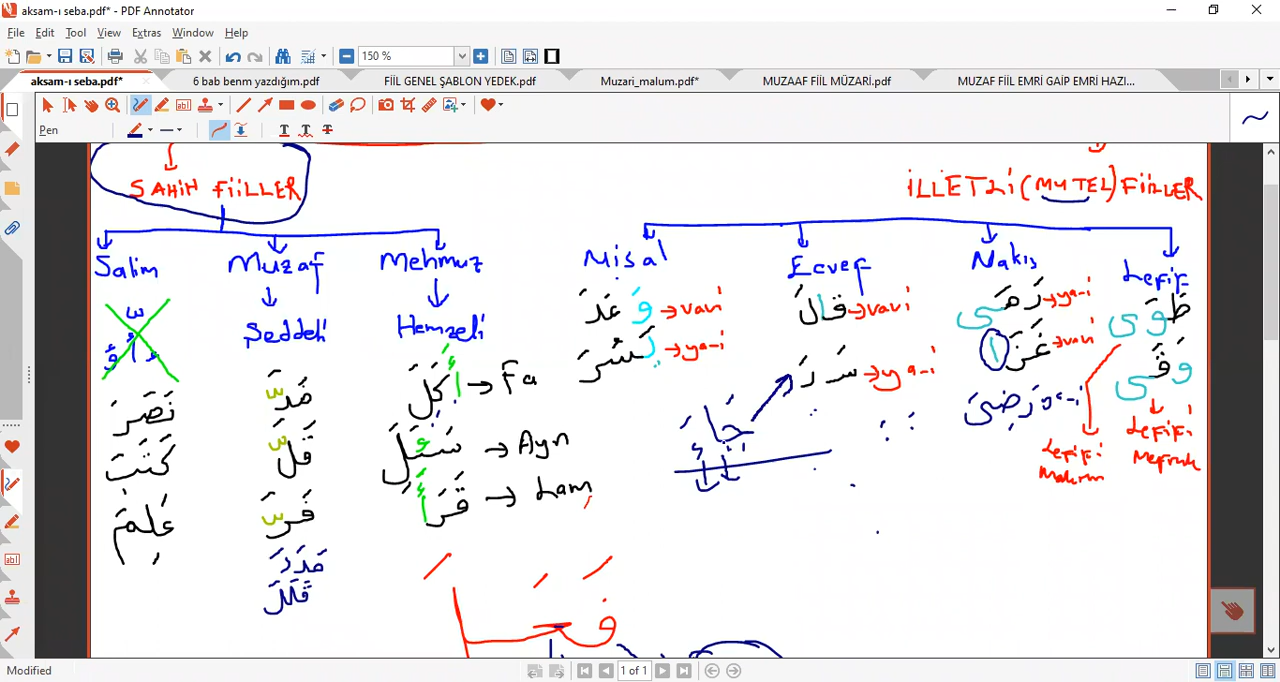 aksam-ı seba.pdf* - PDF Annotator
File Edit Tool View Extras Window Help
150 %
aksam-ı seba.pdf* 6 bab benm yazdığım.pdf FİİL GENEL ŞABLON YEDEK.pdf Muzari_malum.pdf* MUZAAF FİİL MÜZARİ.pdf MUZAF FİİL EMRİ GAİP EMRİ HAZI...
Pen
SAHİH FİİLLER
İLLETLİ (MUTEL) FİİLLER
Salim Muzaf Mehmuz Misal Ecvef Nakıs Lefif
Şeddeli Hemzeli
وَعَدَ → vavi
قَالَ → vavi
رَمَى → ya-i
طَوَى
يَسُرَ → ya-i
غَزَا → vavi
وَقَى
نَصَرَ
كَتَبَ
عَلِمَ
مَدَّ
قَلَّ
فَرَّ
مَدَدَ
قَلَلَ
أَكَلَ → Fa
سَئَلَ → Ayn
قَرَأَ → Lam
→ ya-i
رَضِىَ ya-i
Lefif-i
Lefif-i
Mefruk
Modified
1 of 1